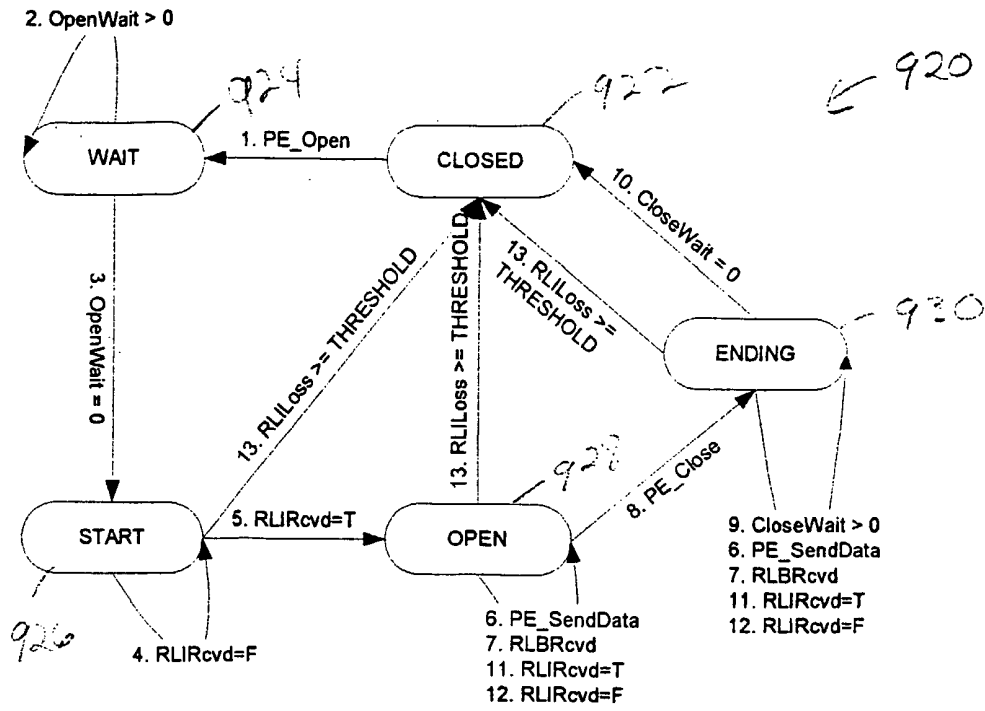 2. OpenWait > 0
924
922
920
WAIT
1. PE_Open
CLOSED
10. CloseWait = 0
3. OpenWait = 0
13. RLILoss >= THRESHOLD
13. RLILoss >= THRESHOLD
13. RLILoss >=
THRESHOLD
930
ENDING
928
8. PE_Close
START
5. RLIRcvd=T
OPEN
926
4. RLIRcvd=F
6. PE_SendData
7. RLBRcvd
11. RLIRcvd=T
12. RLIRcvd=F
9. CloseWait > 0
6. PE_SendData
7. RLBRcvd
11. RLIRcvd=T
12. RLIRcvd=F